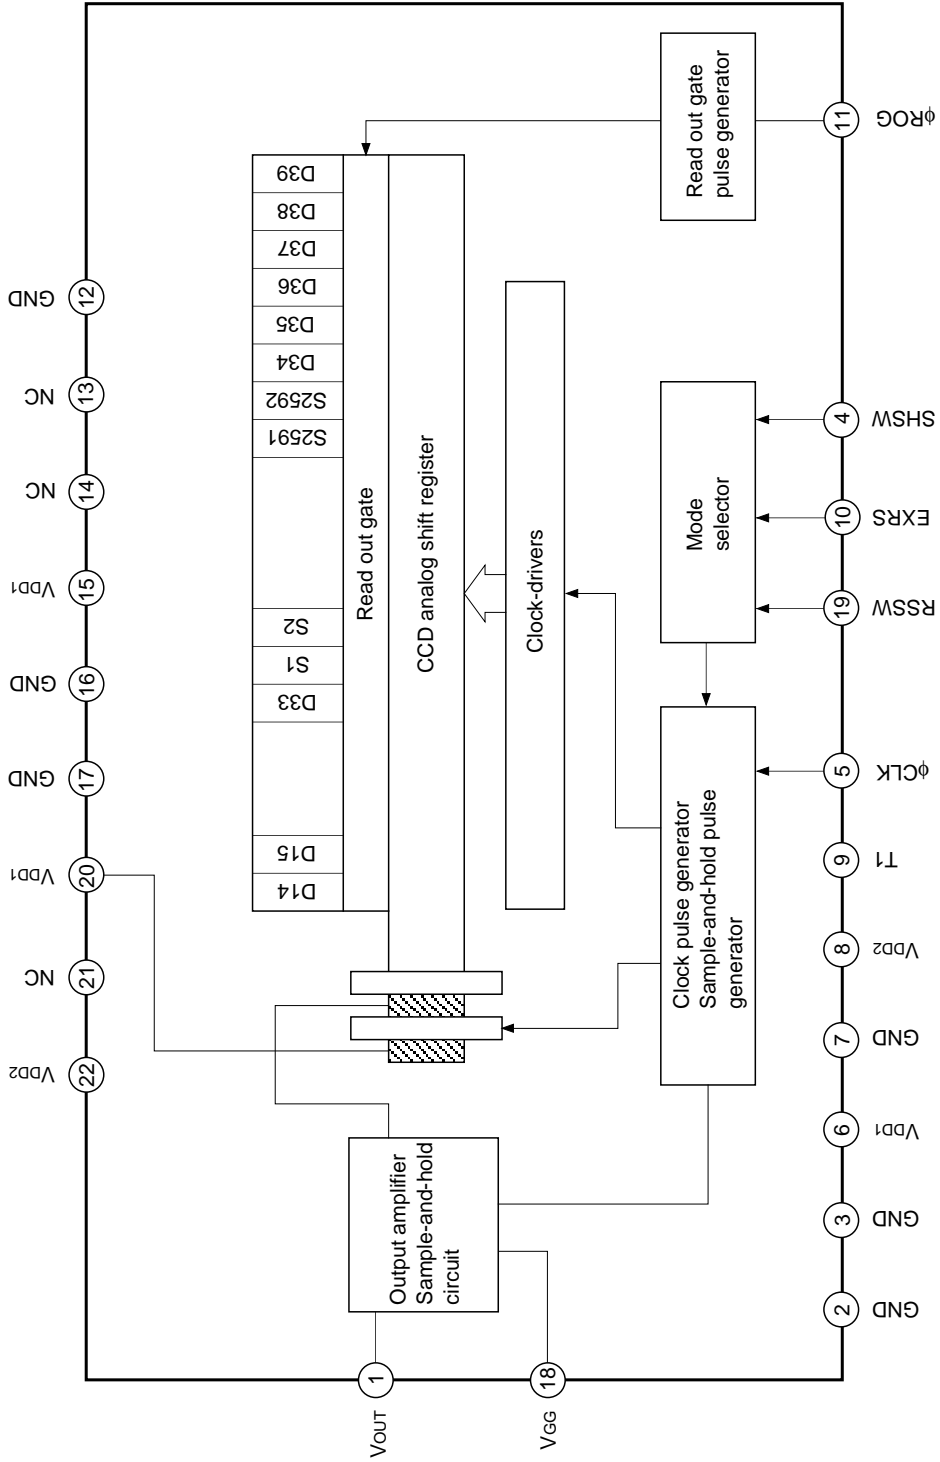 GND
12
NC
13
NC
14
VDD1
15
GND
16
GND
17
VDD1
20
NC
21
VDD2
22
D39
D38
D37
D36
D35
D34
S2592
S2591
S2
S1
D33
D15
D14
Read out gate
CCD analog shift register
Clock-drivers
Read out gate
pulse generator
Mode
selector
Clock pulse generator
Sample-and-hold pulse
generator
Output amplifier
Sample-and-hold
circuit
11
φROG
4
SHSW
10
EXRS
19
RSSW
5
φCLK
9
T1
8
VDD2
7
GND
6
VDD1
3
GND
2
GND
1
VOUT
18
VGG